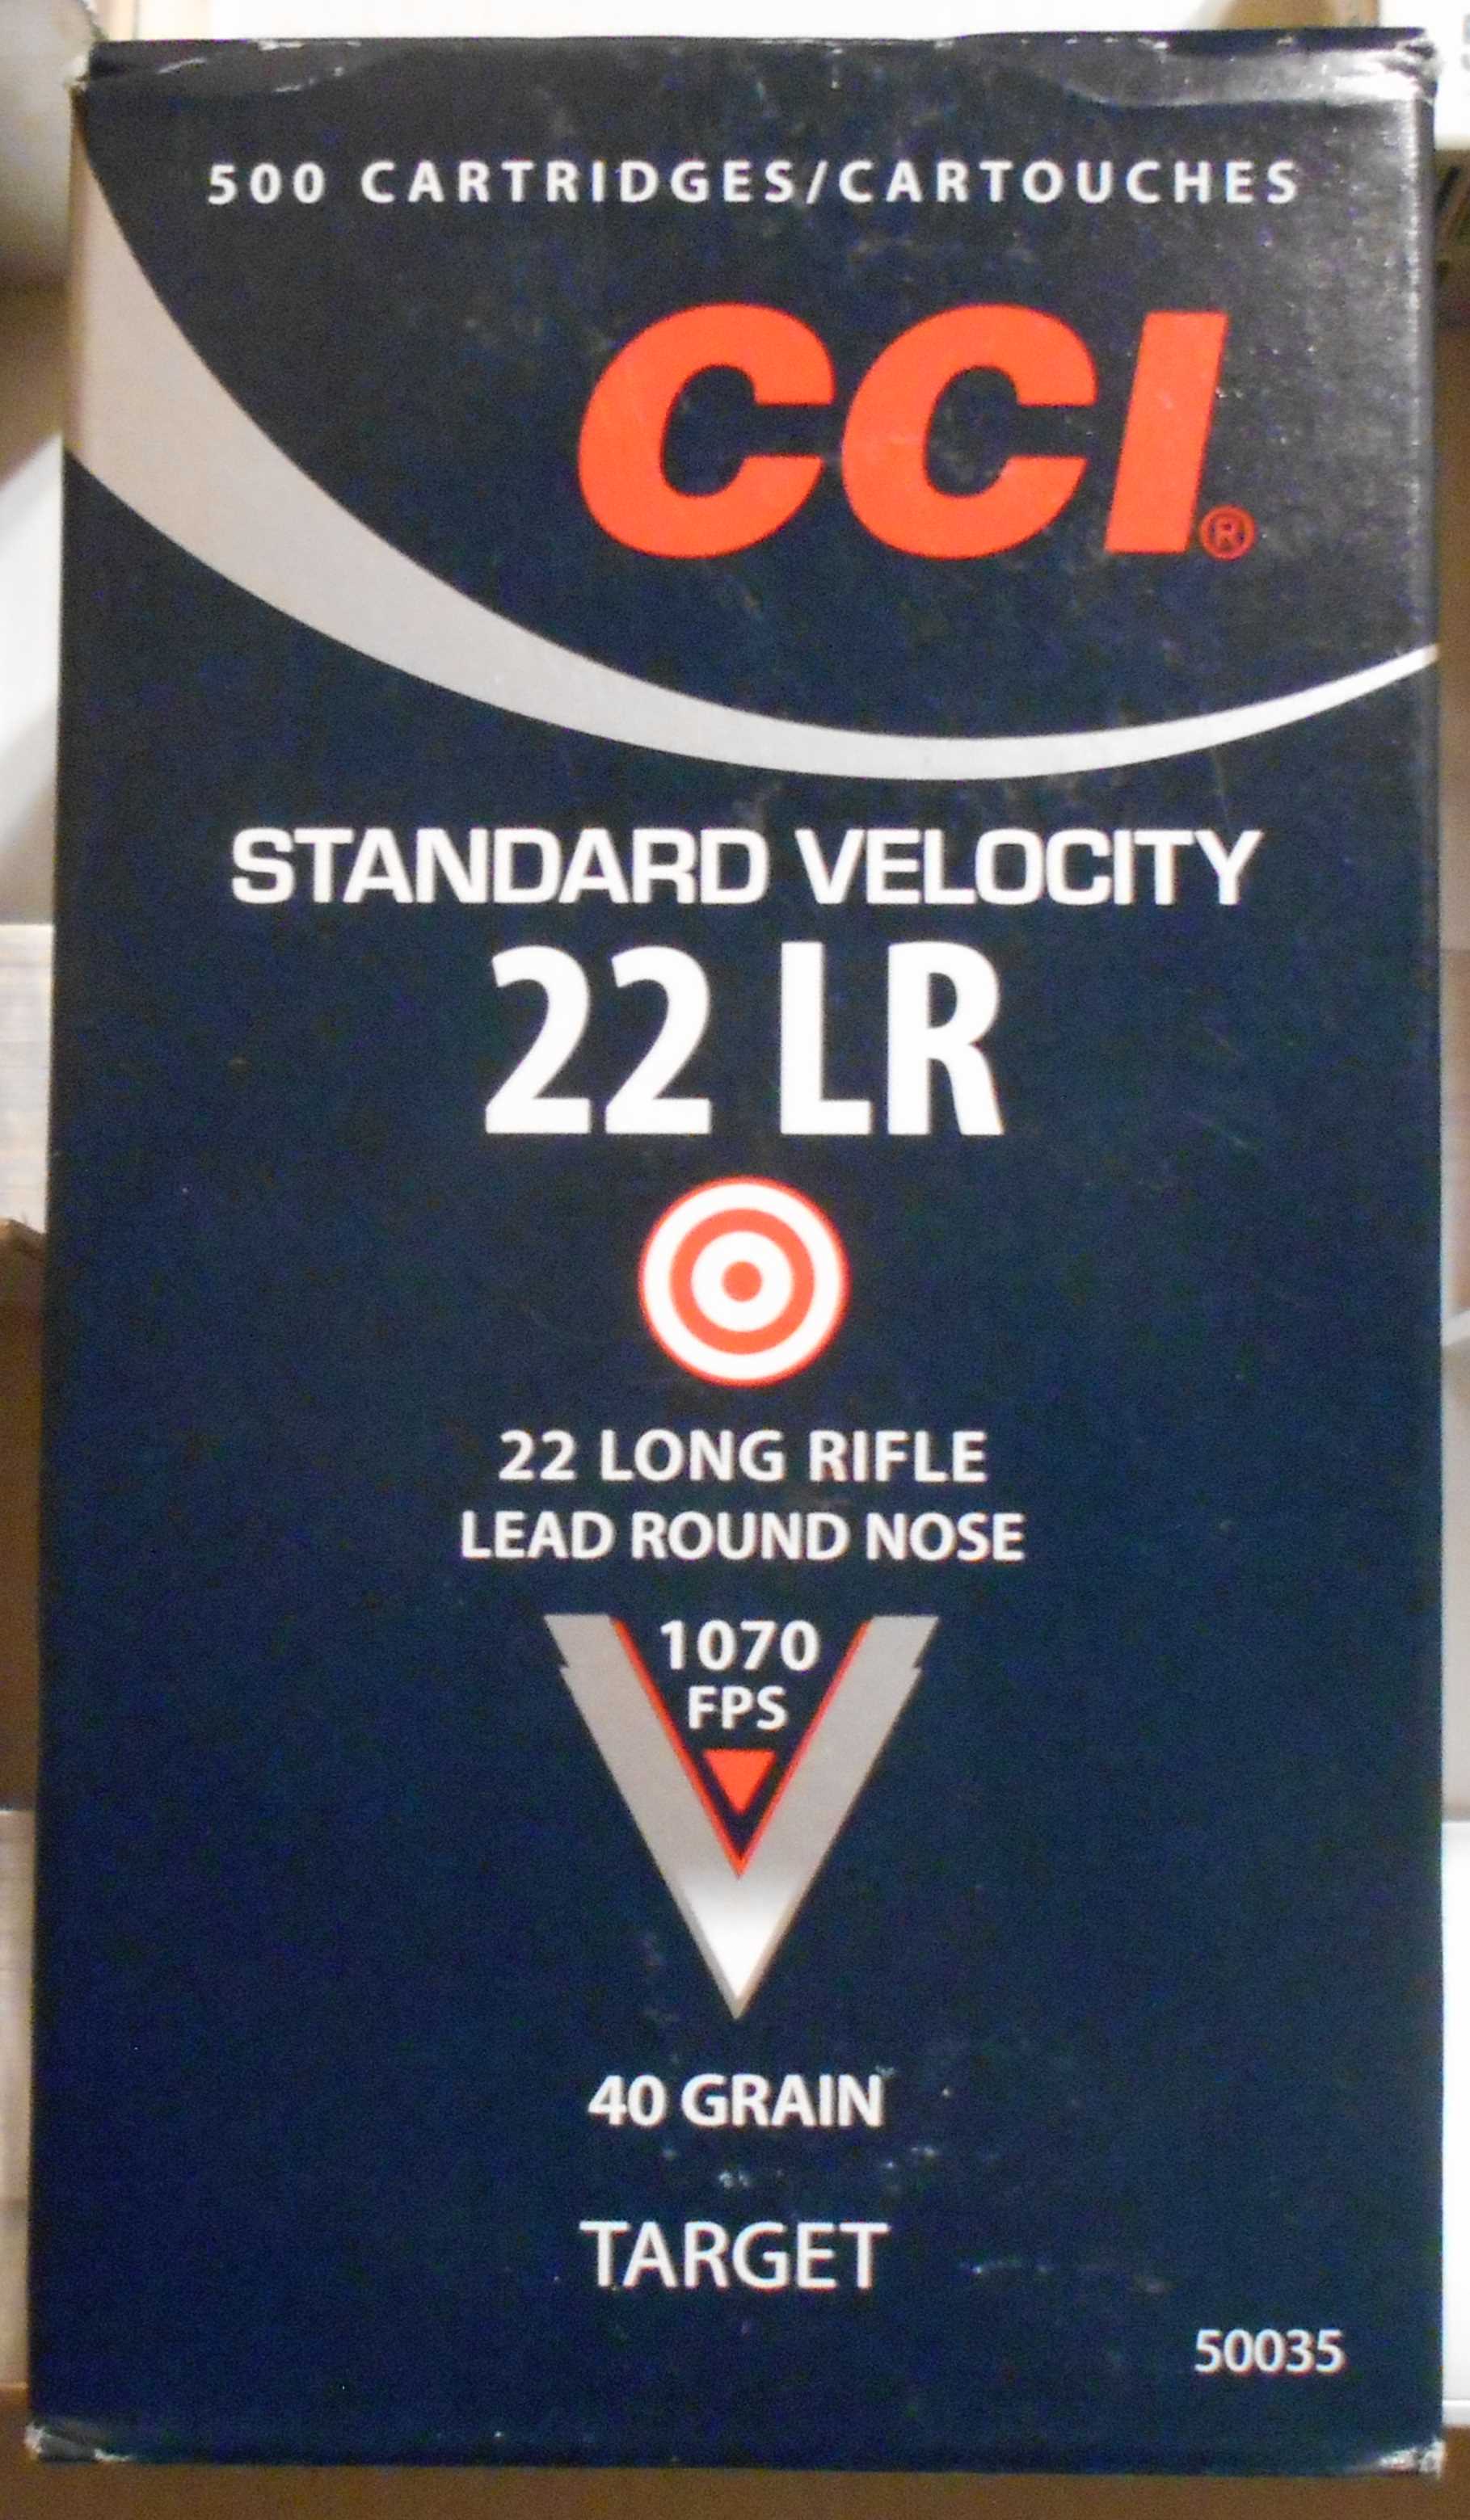 500 CARTRIDGES/CARTOUCHES
CCI®
STANDARD VELOCITY
22 LR
22 LONG RIFLE
LEAD ROUND NOSE
1070
FPS
40 GRAIN
TARGET
50035